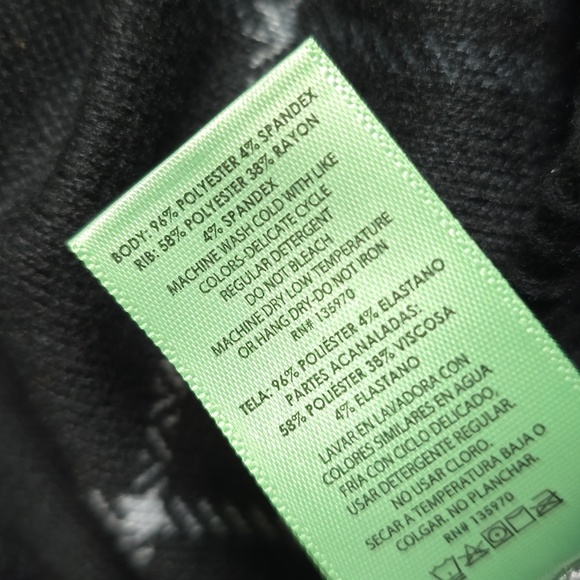 BODY: 96% POLYESTER 4% SPANDEX
RIB: 58% POLYESTER 38% RAYON
4% SPANDEX
MACHINE WASH COLD WITH LIKE
COLORS-DELICATE CYCLE
REGULAR DETERGENT
DO NOT BLEACH
MACHINE DRY LOW TEMPERATURE
OR HANG DRY-DO NOT IRON
RN# 135970
TELA: 96% POLIÉSTER 4% ELASTANO
PARTES ACANALADAS:
58% POLIÉSTER 38% VISCOSA
4% ELASTANO
LAVAR EN LAVADORA CON
COLORES SIMILARES EN AGUA
FRÍA CON CICLO DELICADO.
USAR DETERGENTE REGULAR.
NO USAR CLORO.
SECAR A TEMPERATURA BAJA O
COLGAR. NO PLANCHAR.
RN# 135970